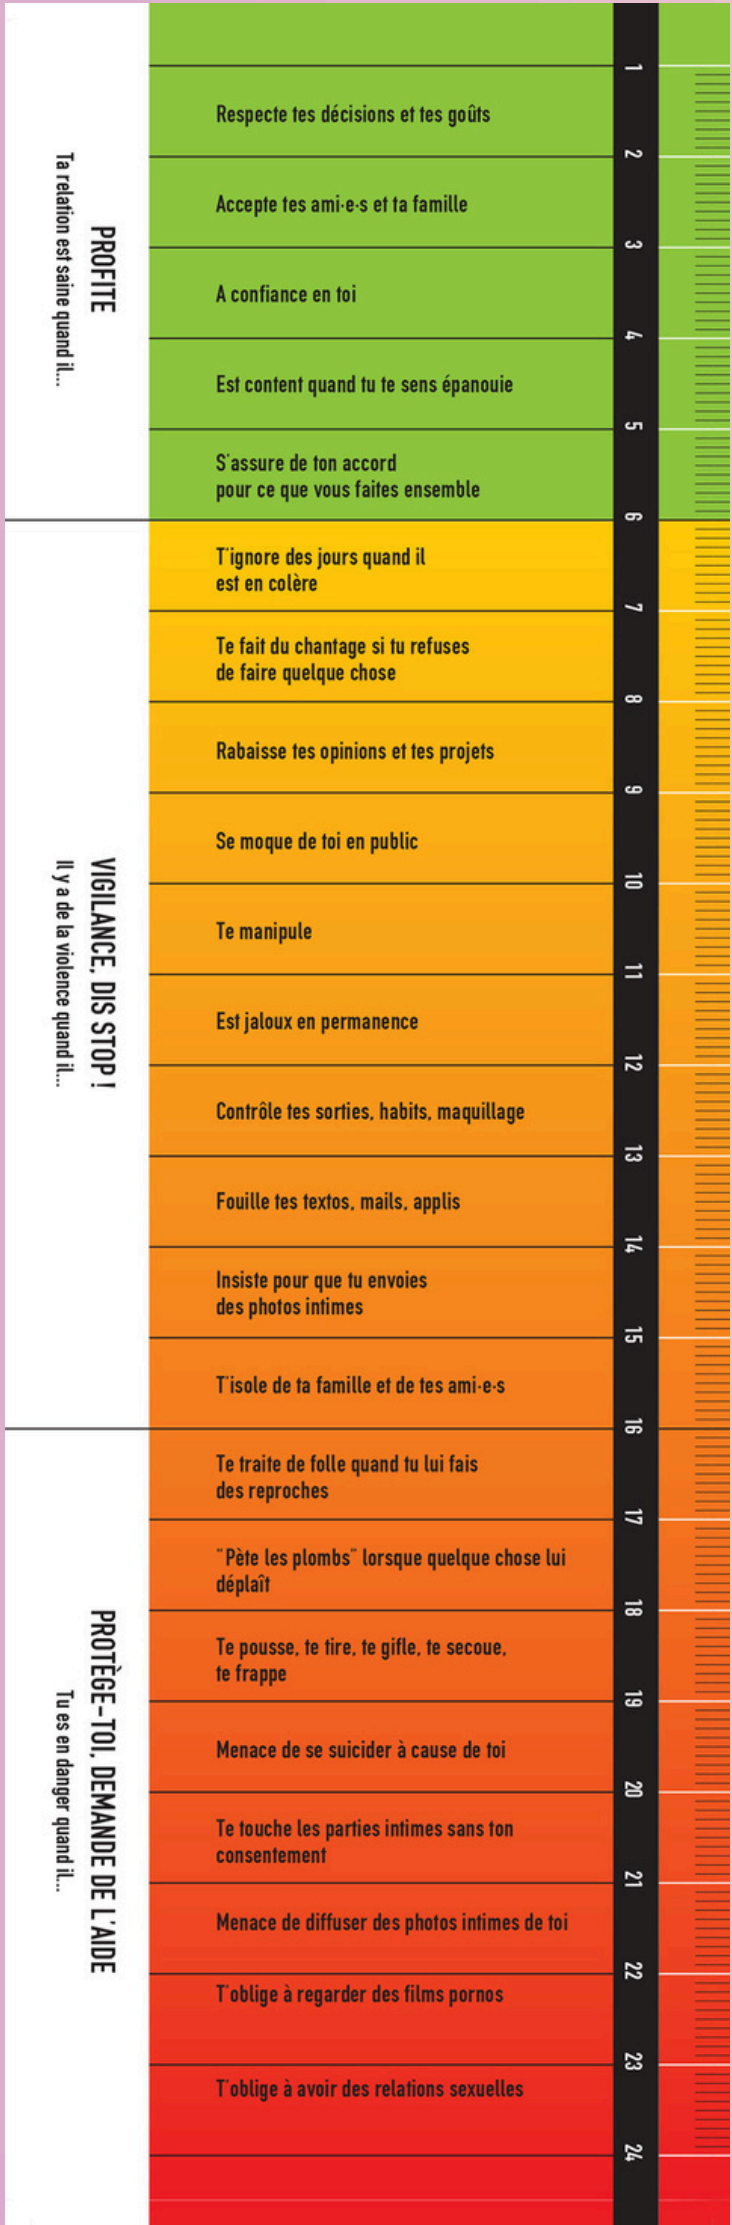 PROFITE
Ta relation est saine quand il...
1
Respecte tes décisions et tes goûts
2
Accepte tes ami·e·s et ta famille
3
A confiance en toi
4
Est content quand tu te sens épanouie
5
S'assure de ton accord
pour ce que vous faites ensemble
6
VIGILANCE, DIS STOP !
Il y a de la violence quand il...
T'ignore des jours quand il
est en colère
7
Te fait du chantage si tu refuses
de faire quelque chose
8
Rabaisse tes opinions et tes projets
9
Se moque de toi en public
10
Te manipule
11
Est jaloux en permanence
12
Contrôle tes sorties, habits, maquillage
13
Fouille tes textos, mails, applis
14
Insiste pour que tu envoies
des photos intimes
15
T'isole de ta famille et de tes ami·e·s
16
PROTÈGE-TOI, DEMANDE DE L'AIDE
Tu es en danger quand il...
Te traite de folle quand tu lui fais
des reproches
17
"Pète les plombs" lorsque quelque chose lui
déplaît
18
Te pousse, te tire, te gifle, te secoue,
te frappe
19
Menace de se suicider à cause de toi
20
Te touche les parties intimes sans ton
consentement
21
Menace de diffuser des photos intimes de toi
22
T'oblige à regarder des films pornos
23
T'oblige à avoir des relations sexuelles
24